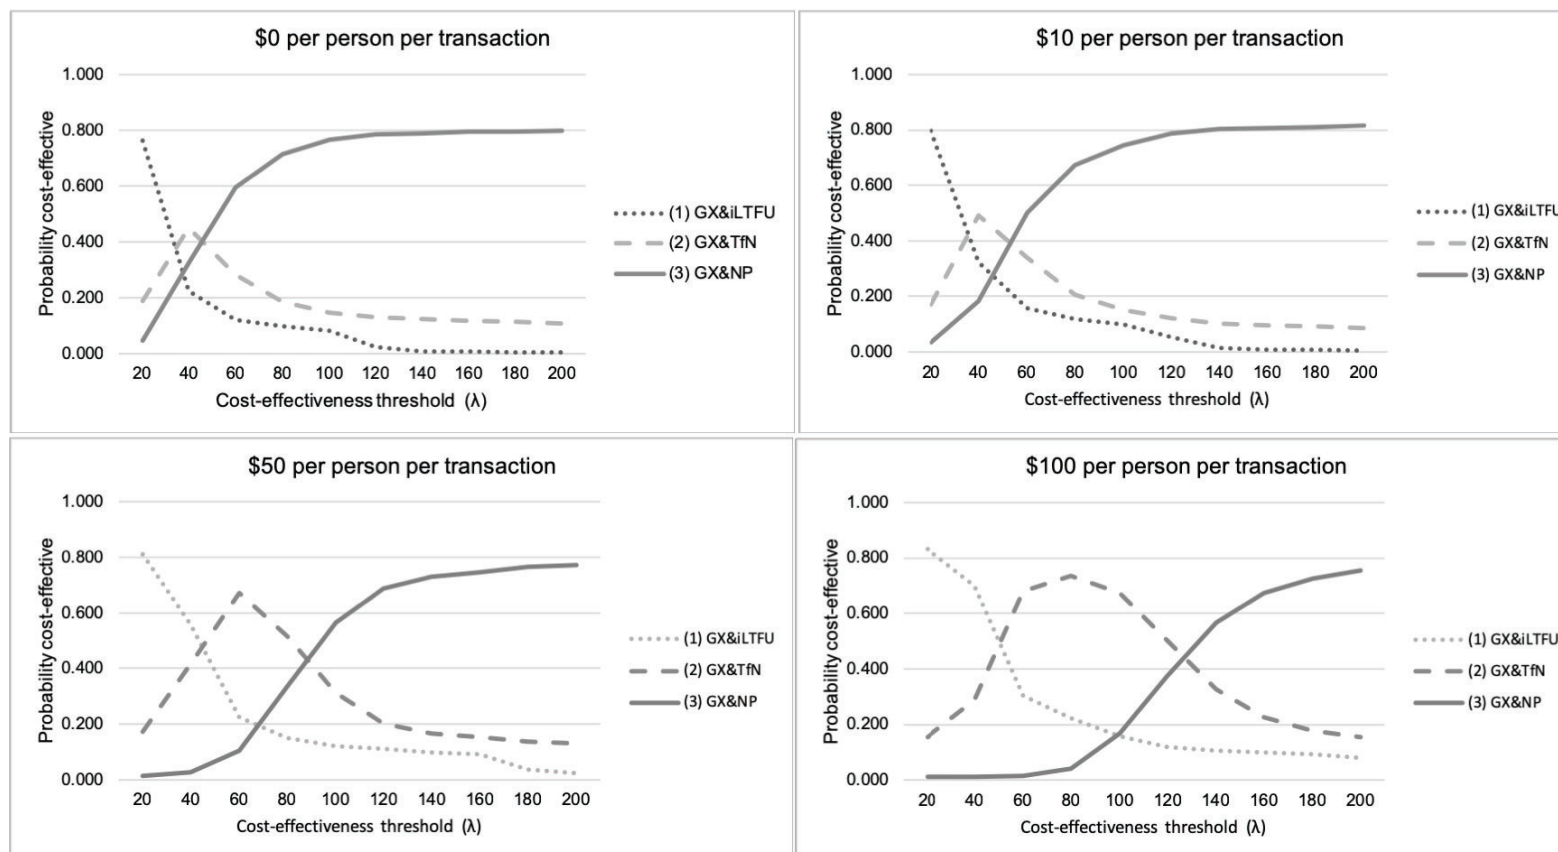 $0 per person per transaction
Probability cost-effective
1.000
0.800
0.600
0.400
0.200
0.000
20 40 60 80 100 120 140 160 180 200
Cost-effectiveness threshold (λ)
(1) GX&iLTFU
(2) GX&TfN
(3) GX&NP
$10 per person per transaction
Probability cost-effective
1.000
0.800
0.600
0.400
0.200
0.000
20 40 60 80 100 120 140 160 180 200
Cost-effectiveness threshold (λ)
(1) GX&iLTFU
(2) GX&TfN
(3) GX&NP
$50 per person per transaction
Probability cost-effective
1.000
0.800
0.600
0.400
0.200
0.000
20 40 60 80 100 120 140 160 180 200
Cost-effectiveness threshold (λ)
(1) GX&iLTFU
(2) GX&TfN
(3) GX&NP
$100 per person per transaction
Probability cost-effective
1.000
0.800
0.600
0.400
0.200
0.000
20 40 60 80 100 120 140 160 180 200
Cost-effectiveness threshold (λ)
(1) GX&iLTFU
(2) GX&TfN
(3) GX&NP